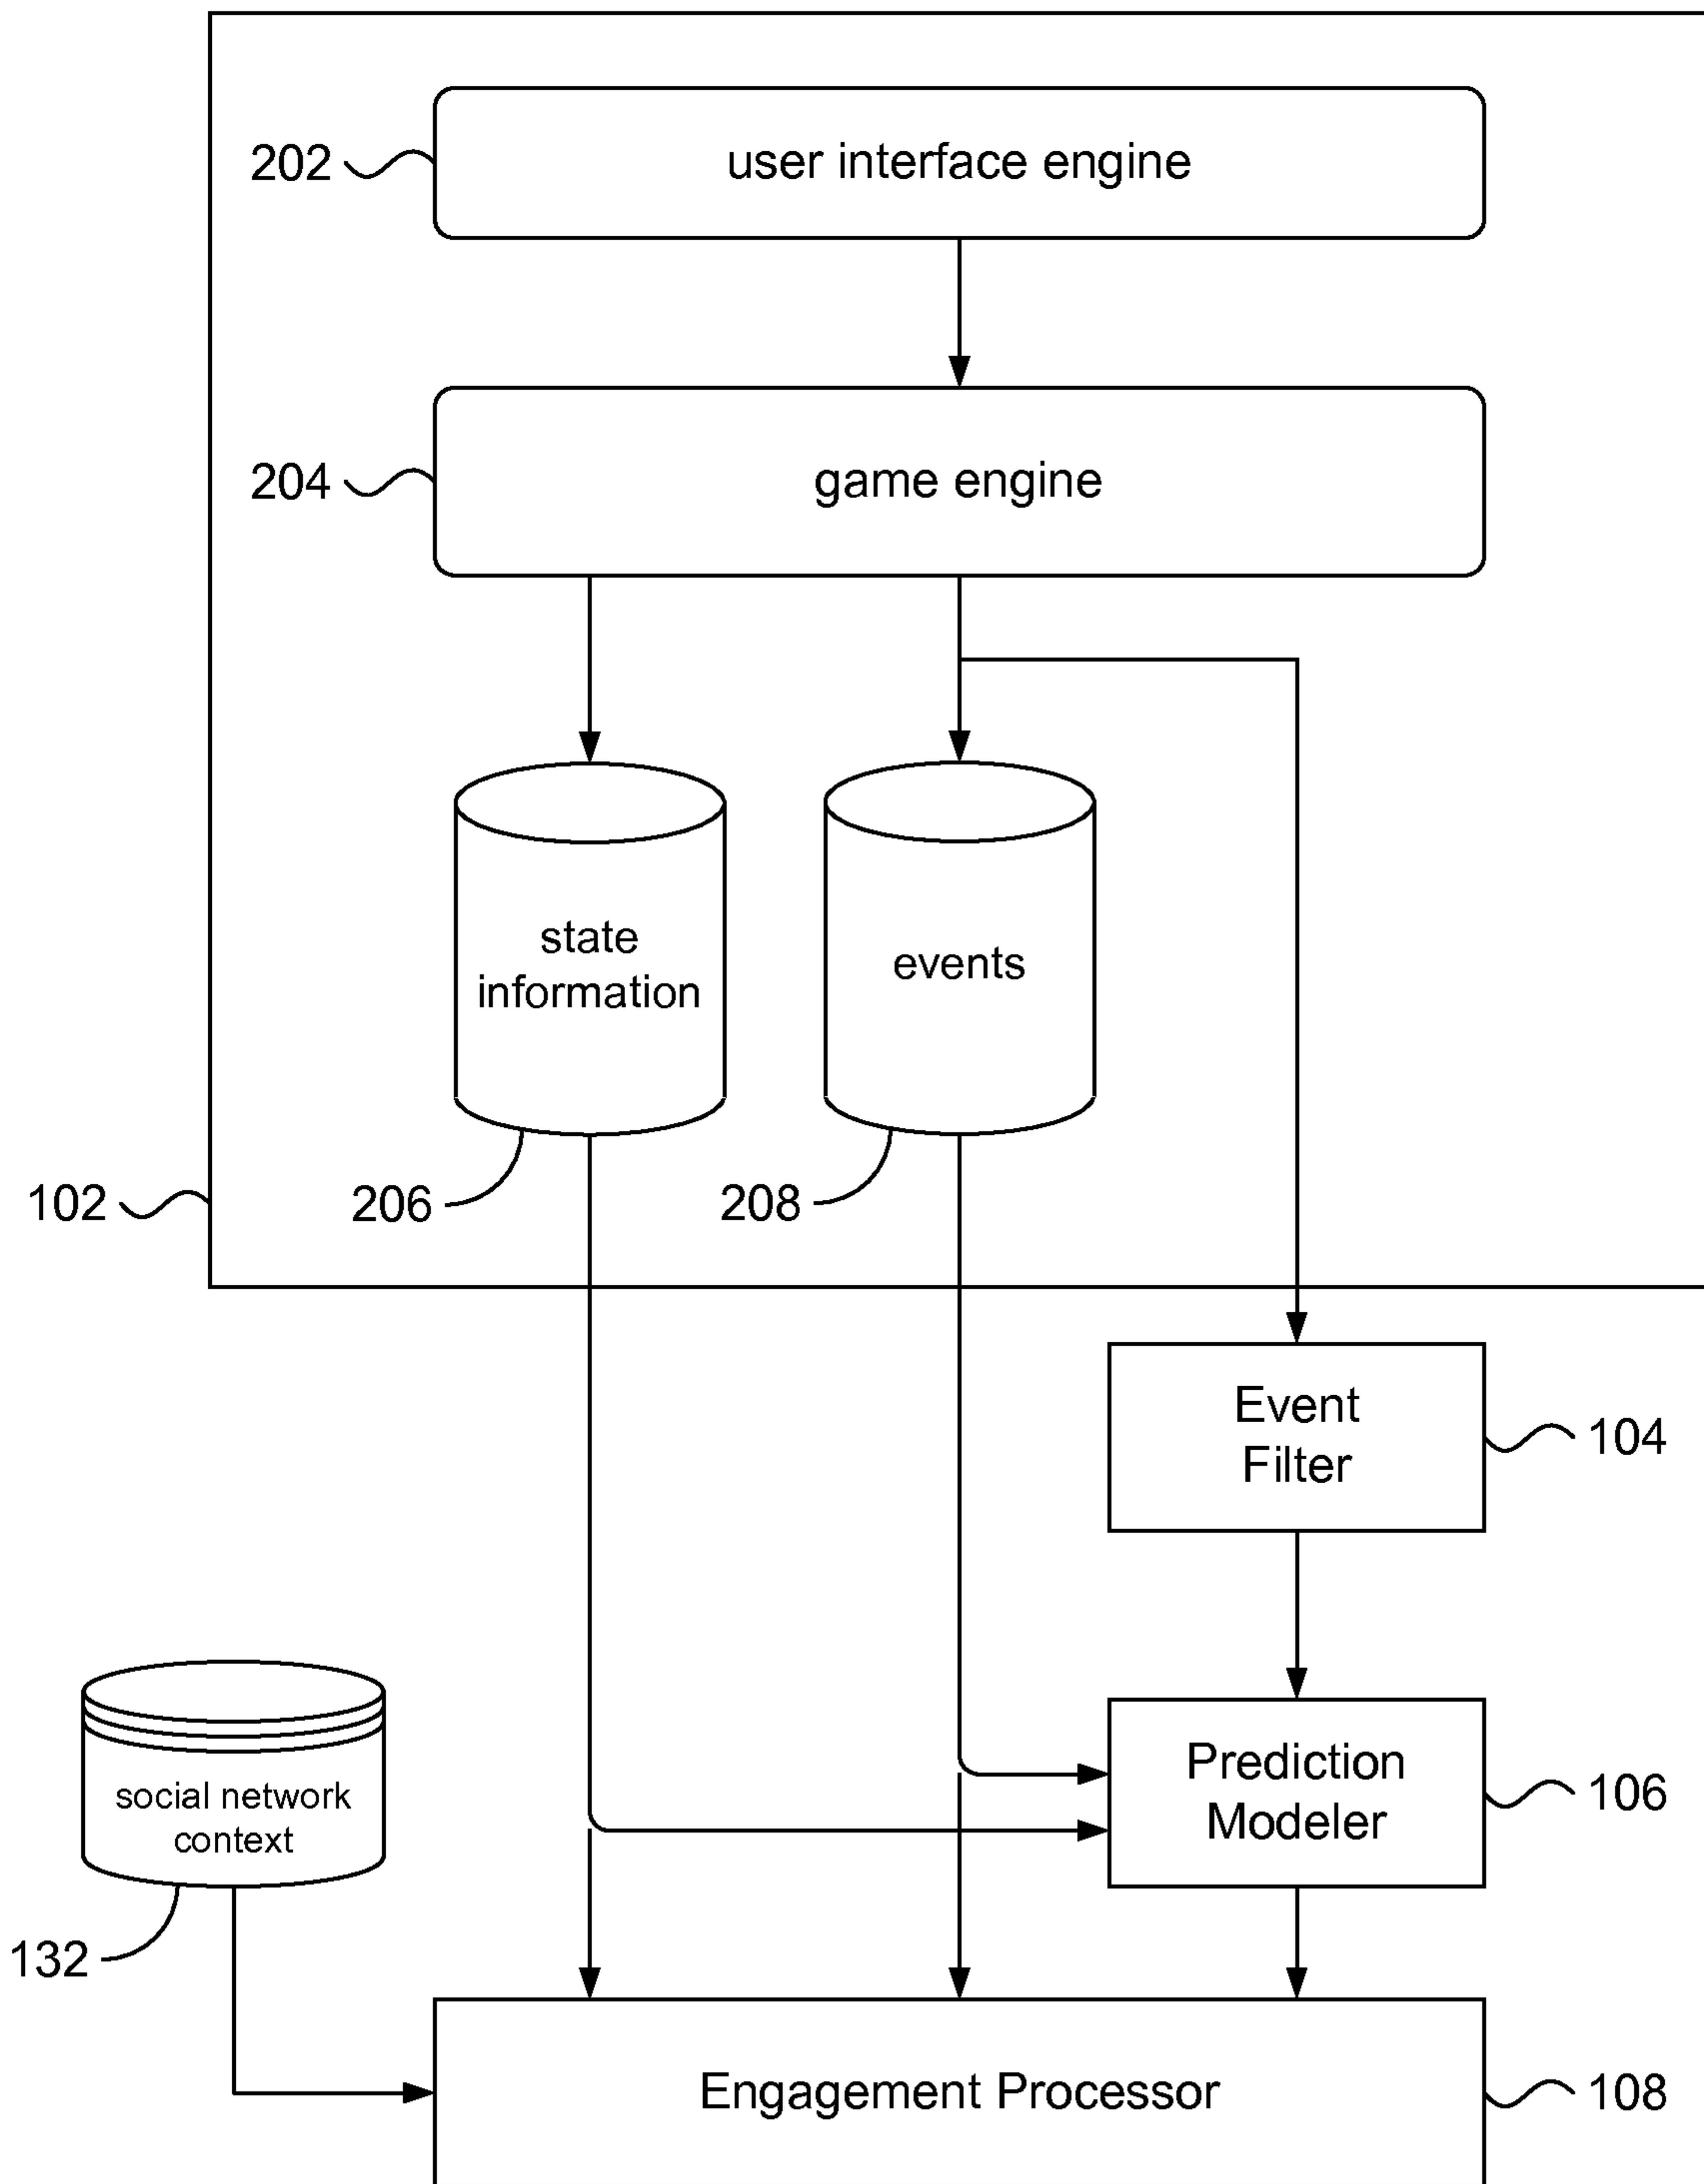 202
user interface engine
204
game engine
state
information
events
102
206
208
Event
Filter
104
social network
context
Prediction
Modeler
106
132
Engagement Processor
108